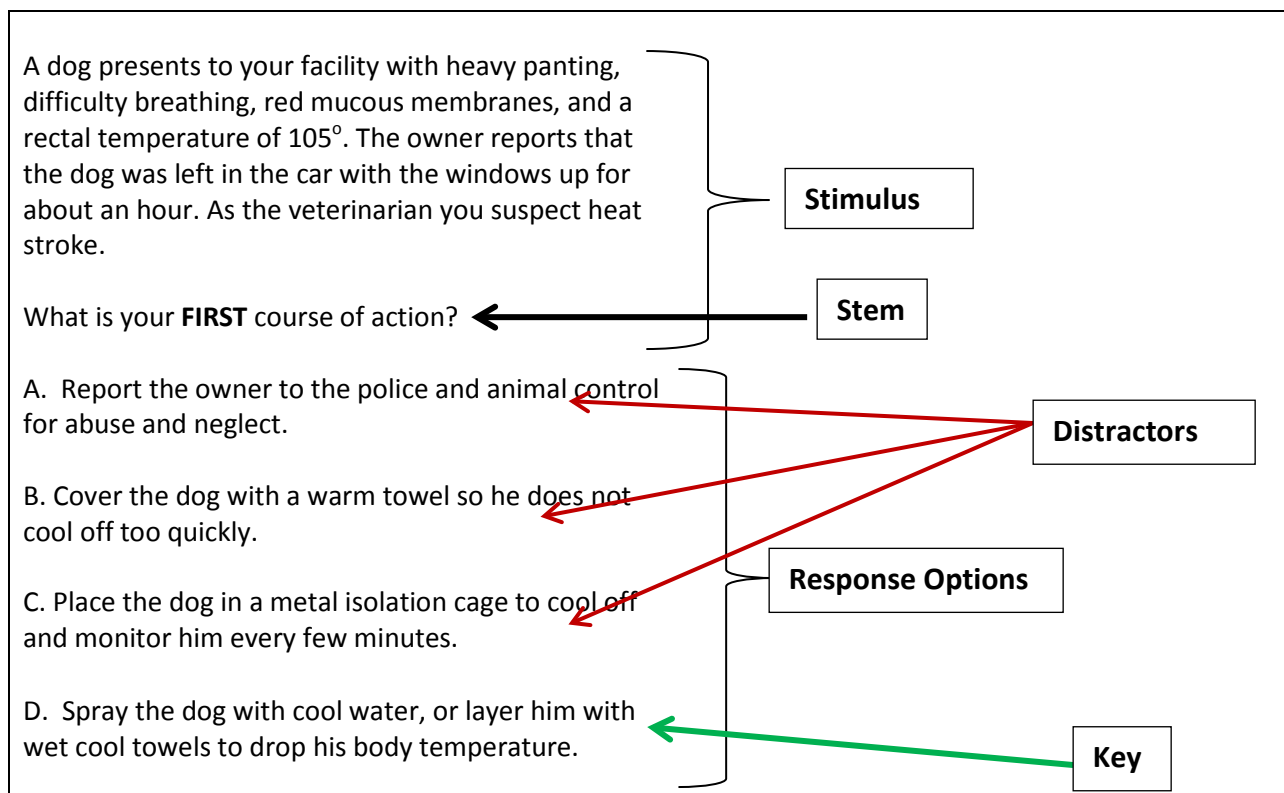 A dog presents to your facility with heavy panting,
difficulty breathing, red mucous membranes, and a
rectal temperature of 105°. The owner reports that
the dog was left in the car with the windows up for
about an hour. As the veterinarian you suspect heat
stroke.
Stimulus
What is your FIRST course of action?
Stem
A. Report the owner to the police and animal control
for abuse and neglect.
Distractors
B. Cover the dog with a warm towel so he does not
cool off too quickly.
Response Options
C. Place the dog in a metal isolation cage to cool off
and monitor him every few minutes.
D. Spray the dog with cool water, or layer him with
wet cool towels to drop his body temperature.
Key